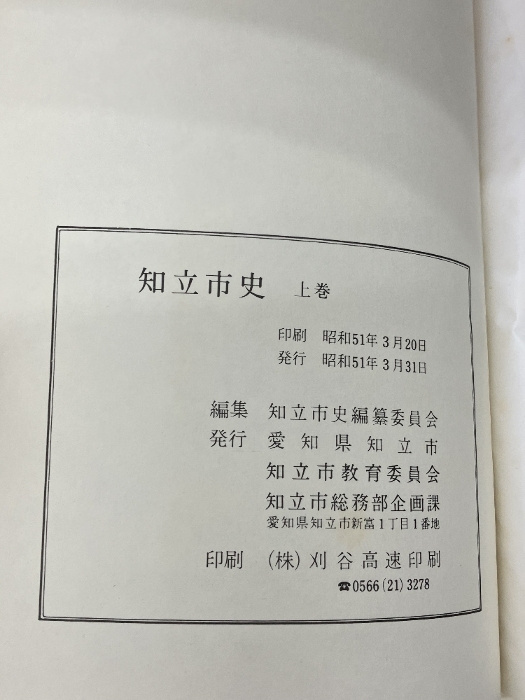 知立市史 上巻
印刷 昭和51年3月20日
発行 昭和51年3月31日
編集 知立市史編纂委員会
発行 愛知県知立市
知立市教育委員会
知立市総務部企画課
愛知県知立市新富1丁目1番地
印刷 (株)刈谷高速印刷
☎0566(21)3278